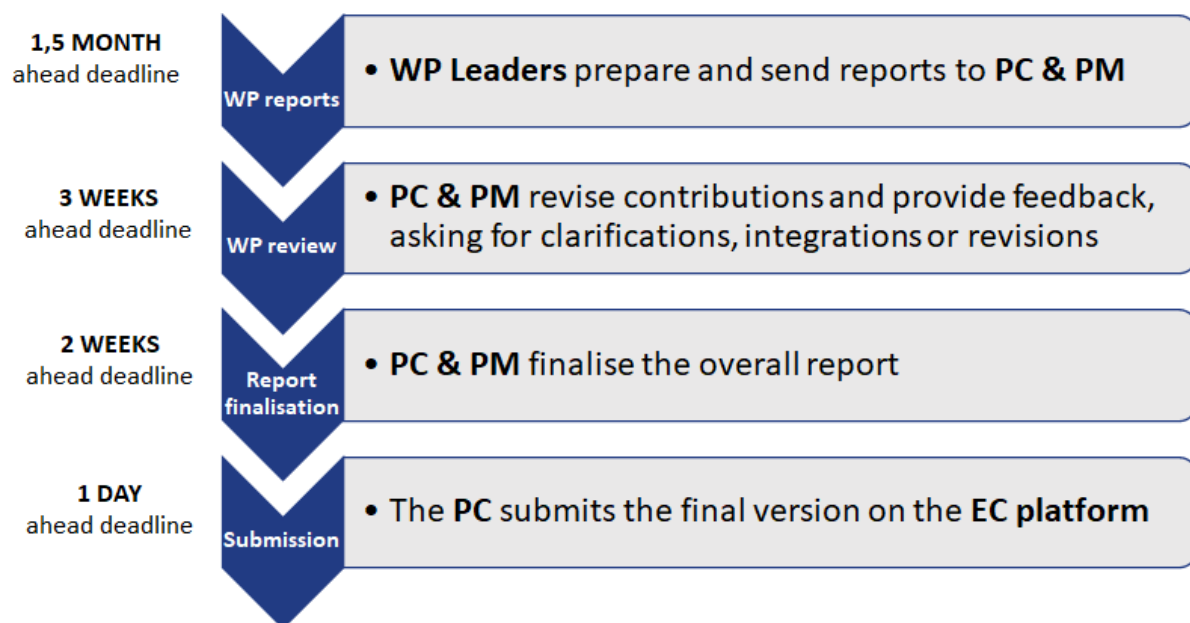 1,5 MONTH
ahead deadline
WP reports
• WP Leaders prepare and send reports to PC & PM
3 WEEKS
ahead deadline
WP review
• PC & PM revise contributions and provide feedback,
asking for clarifications, integrations or revisions
2 WEEKS
ahead deadline
Report
finalisation
• PC & PM finalise the overall report
1 DAY
ahead deadline
Submission
• The PC submits the final version on the EC platform